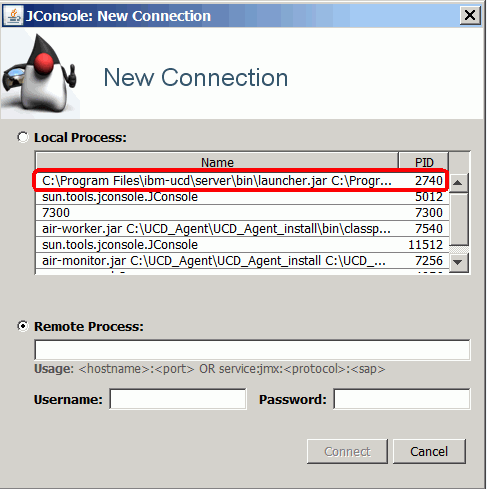 JConsole: New Connection
New Connection
Local Process:
Name PID
C:\Program Files\ibm-ucd\server\bin\launcher.jar C:\Progr... 2740
sun.tools.jconsole.JConsole 5012
7300 7300
air-worker.jar C:\UCD_Agent\UCD_Agent_install\bin\classp... 7540
sun.tools.jconsole.JConsole 11512
air-monitor.jar C:\UCD_Agent\UCD_Agent_install C:\UCD_... 7256
Remote Process:
Usage: <hostname>:<port> OR service:jmx:<protocol>:<sap>
Username: Password:
Connect Cancel